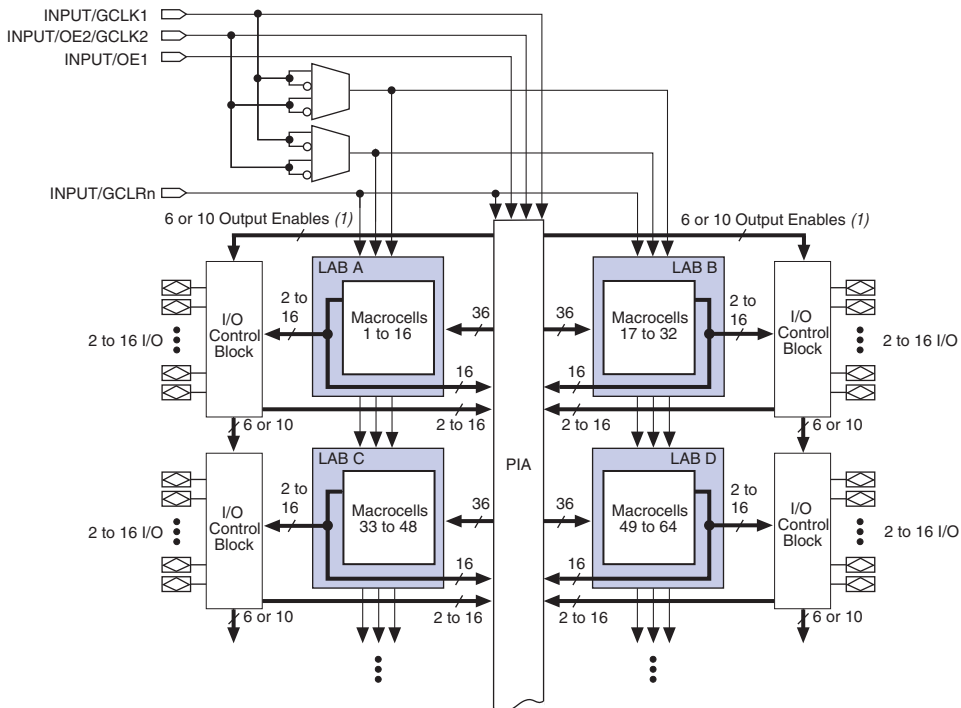 INPUT/GCLK1
INPUT/OE2/GCLK2
INPUT/OE1
INPUT/GCLRn
6 or 10 Output Enables (1)
6 or 10 Output Enables (1)
LAB A
LAB B
2 to
16
Macrocells
1 to 16
36
36
Macrocells
17 to 32
2 to
16
I/O
Control
Block
I/O
Control
Block
2 to 16 I/O
2 to 16 I/O
16
16
2 to 16
2 to 16
6 or 10
6 or 10
PIA
LAB C
LAB D
2 to
16
Macrocells
33 to 48
36
36
Macrocells
49 to 64
2 to
16
I/O
Control
Block
I/O
Control
Block
2 to 16 I/O
2 to 16 I/O
16
16
2 to 16
2 to 16
6 or 10
6 or 10